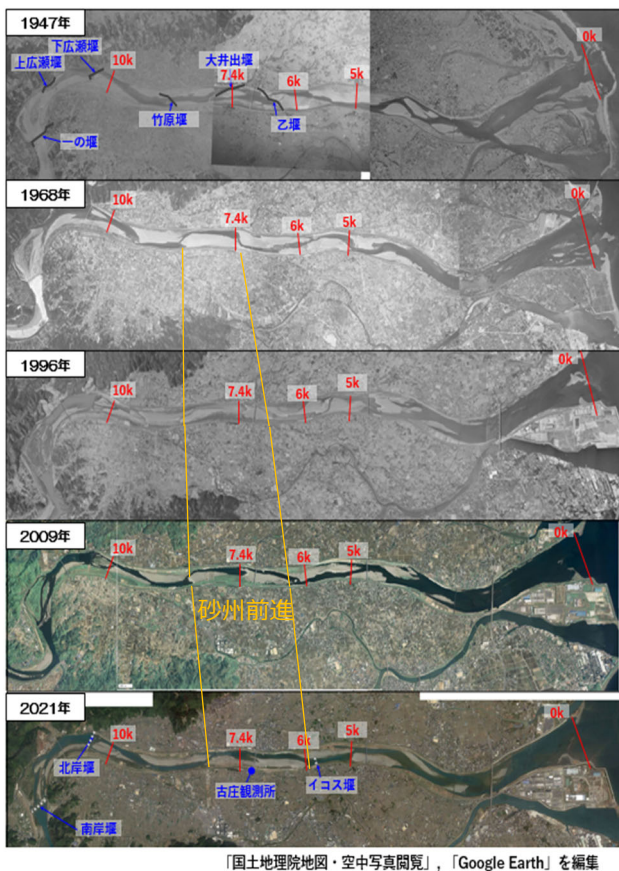 1947年
下広瀬堰
上広瀬堰
10k
大井出堰
7.4k
6k
5k
0k
竹原堰
乙堰
一の堰
1968年
10k
7.4k
6k
5k
0k
1996年
10k
7.4k
6k
5k
0k
2009年
10k
7.4k
6k
5k
0k
砂州前進
2021年
10k
7.4k
6k
5k
0k
北岸堰
古庄観測所
イコス堰
南岸堰
「国土地理院地図・空中写真閲覧」，「Google Earth」を編集